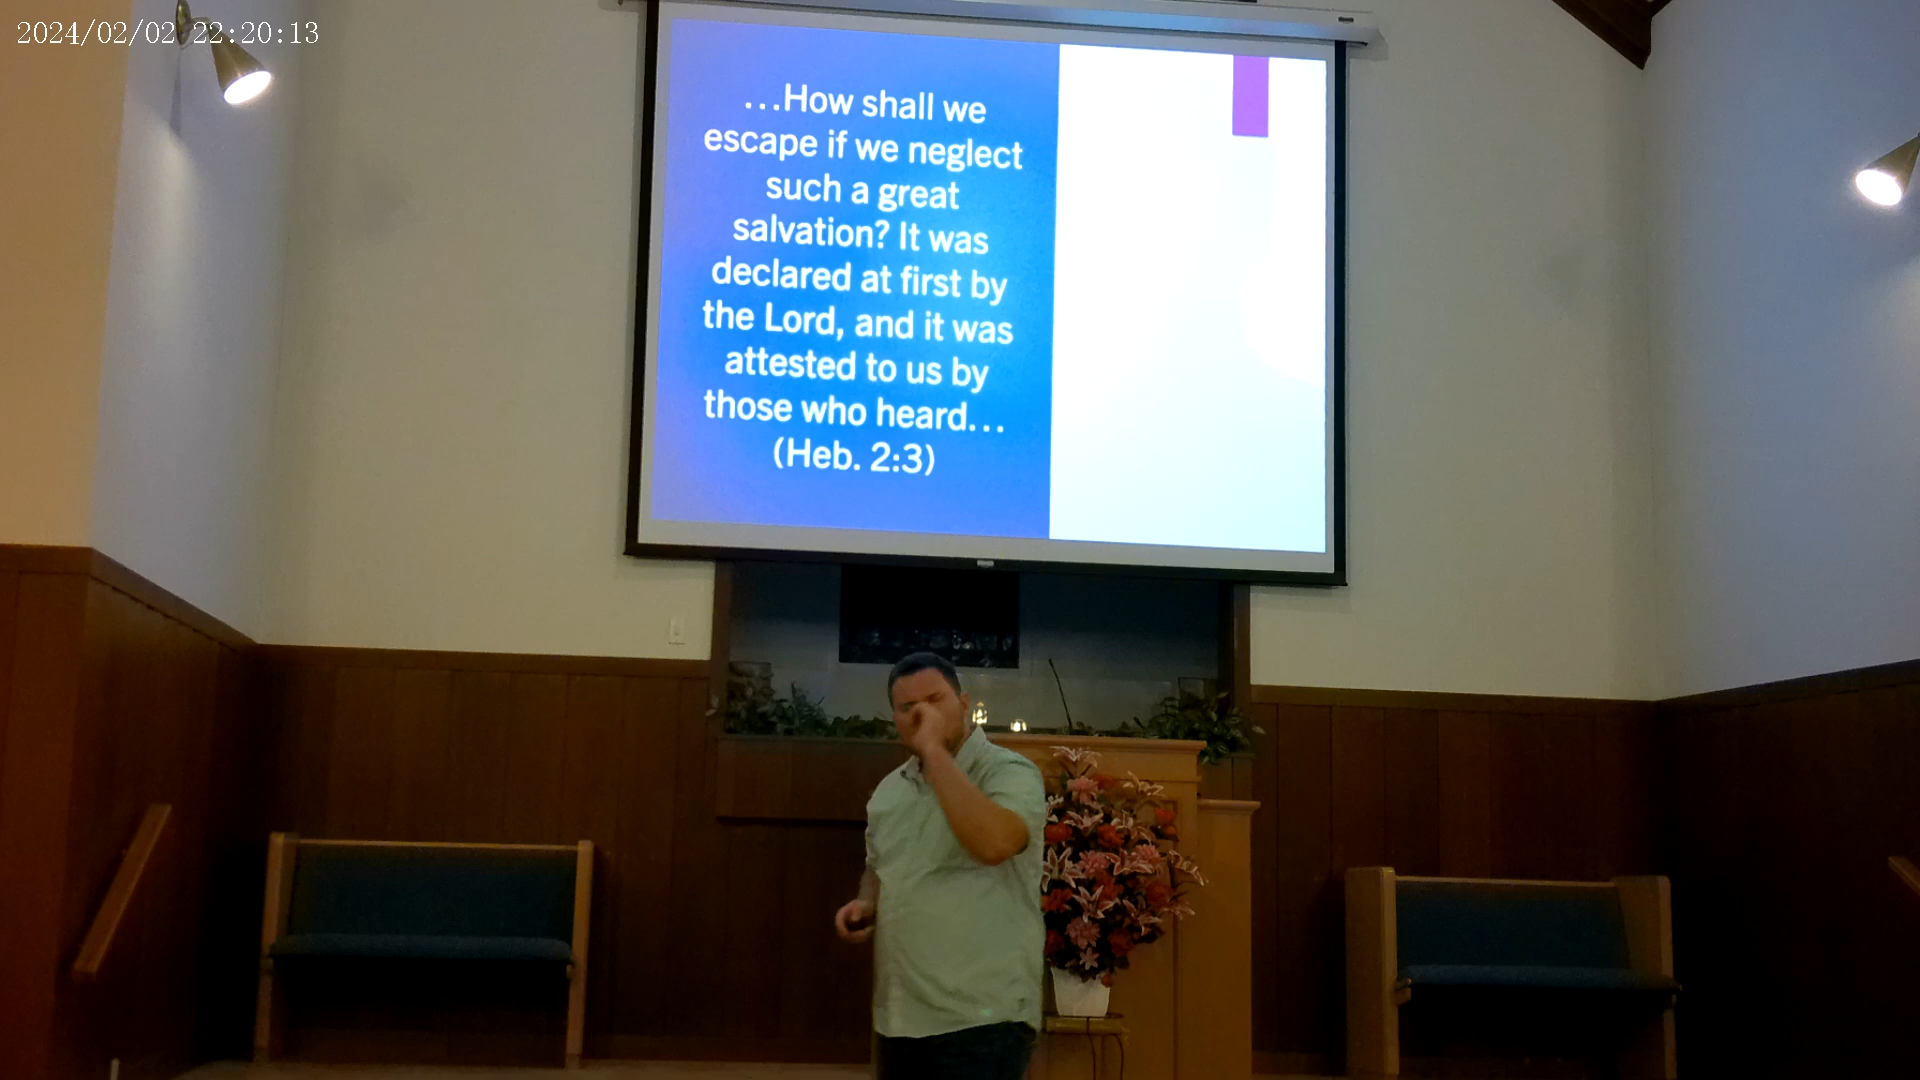 2024/02/02 22:20:13
...How shall we
escape if we neglect
such a great
salvation? It was
declared at first by
the Lord, and it was
attested to us by
those who heard...
(Heb. 2:3)